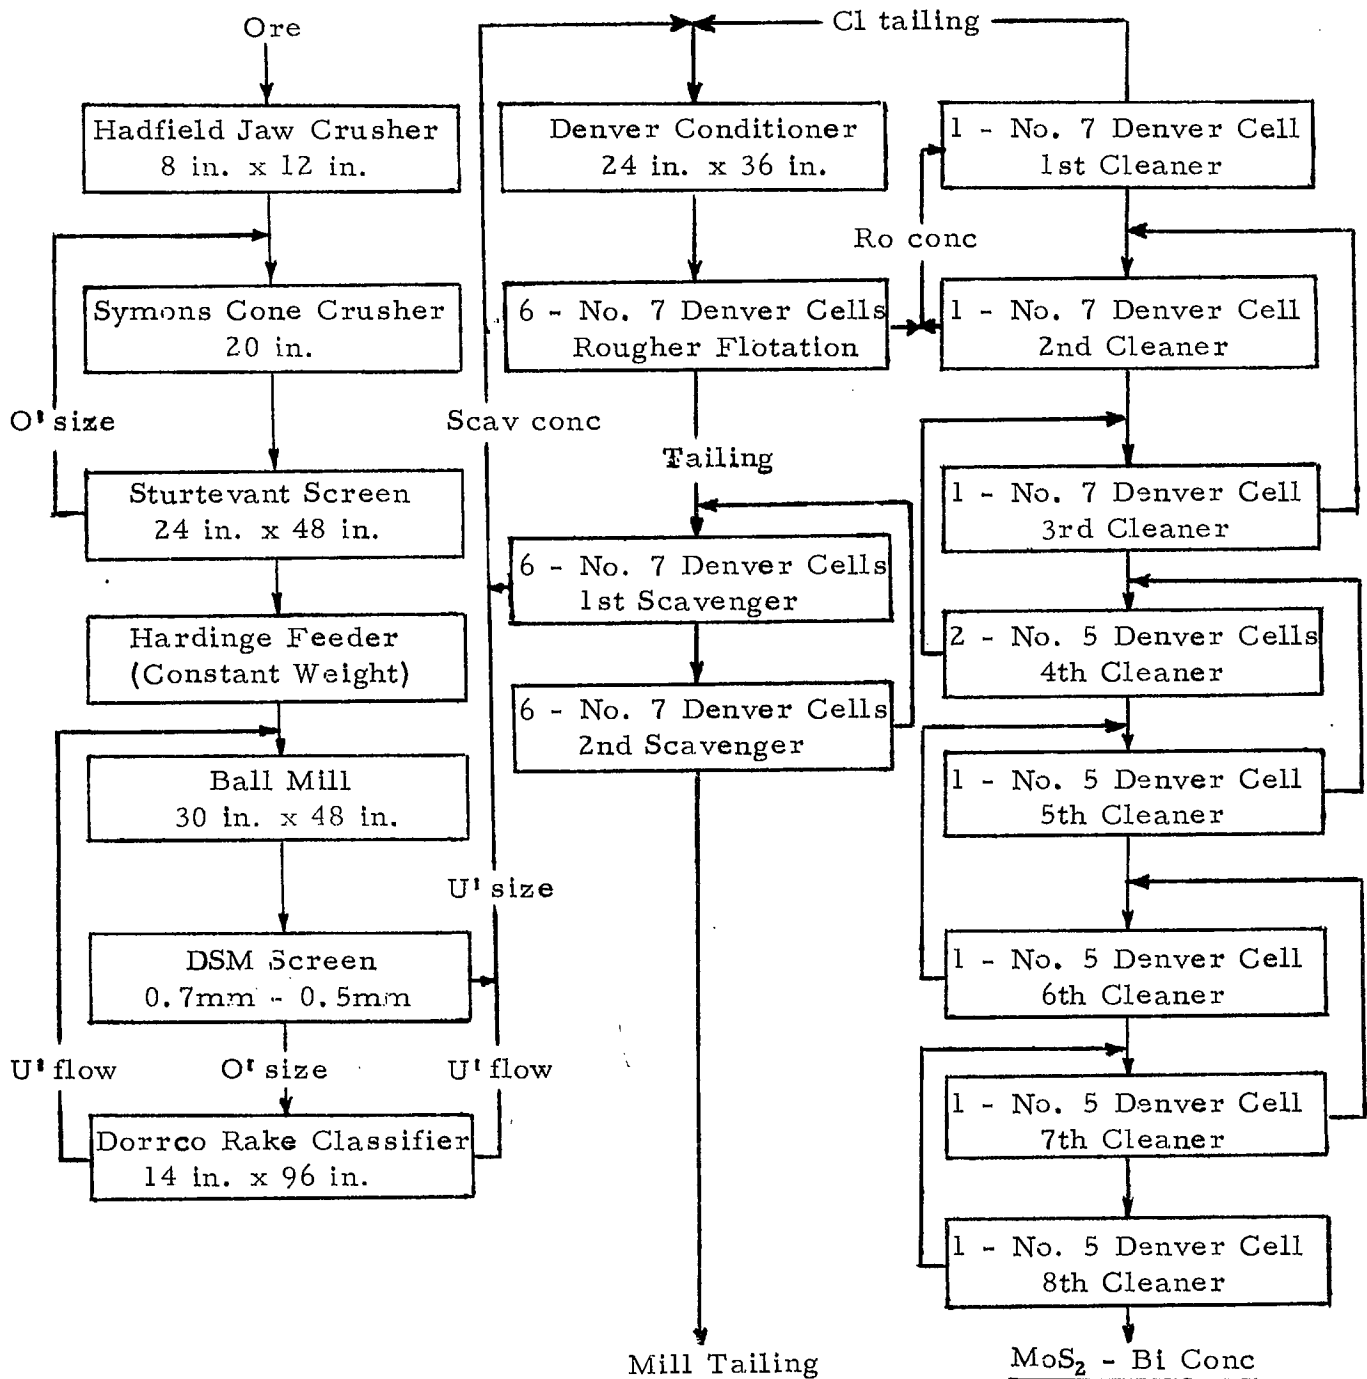 Ore
Hadfield Jaw Crusher
8 in. x 12 in.
Symons Cone Crusher
20 in.
O' size
Sturtevant Screen
24 in. x 48 in.
Hardinge Feeder
(Constant Weight)
Ball Mill
30 in. x 48 in.
U' size
DSM Screen
0.7mm - 0.5mm
U' flow
O' size
U' flow
Dorrco Rake Classifier
14 in. x 96 in.
Cl tailing
Denver Conditioner
24 in. x 36 in.
Ro conc
6 - No. 7 Denver Cells
Rougher Flotation
Scav conc
Tailing
6 - No. 7 Denver Cells
1st Scavenger
6 - No. 7 Denver Cells
2nd Scavenger
Mill Tailing
1 - No. 7 Denver Cell
1st Cleaner
1 - No. 7 Denver Cell
2nd Cleaner
1 - No. 7 Denver Cell
3rd Cleaner
2 - No. 5 Denver Cells
4th Cleaner
1 - No. 5 Denver Cell
5th Cleaner
1 - No. 5 Denver Cell
6th Cleaner
1 - No. 5 Denver Cell
7th Cleaner
1 - No. 5 Denver Cell
8th Cleaner
MoS₂ - Bi Conc